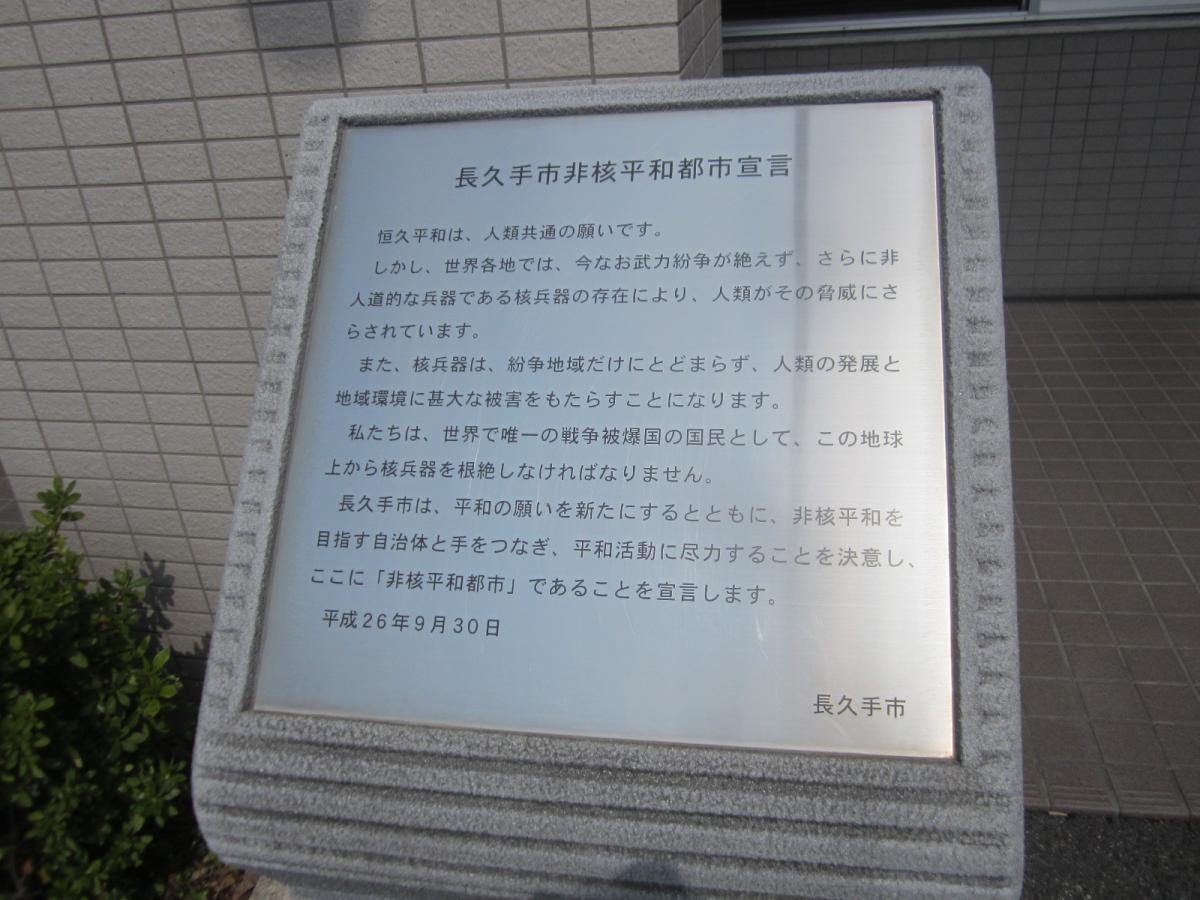 長久手市非核平和都市宣言
恒久平和は、人類共通の願いです。
しかし、世界各地では、今なお武力紛争が絶えず、さらに非
人道的な兵器である核兵器の存在により、人類がその脅威にさ
らされています。
また、核兵器は、紛争地域だけにとどまらず、人類の発展と
地域環境に甚大な被害をもたらすことになります。
私たちは、世界で唯一の戦争被爆国の国民として、この地球
上から核兵器を根絶しなければなりません。
長久手市は、平和の願いを新たにするとともに、非核平和を
目指す自治体と手をつなぎ、平和活動に尽力することを決意し、
ここに「非核平和都市」であることを宣言します。
平成26年9月30日
長久手市